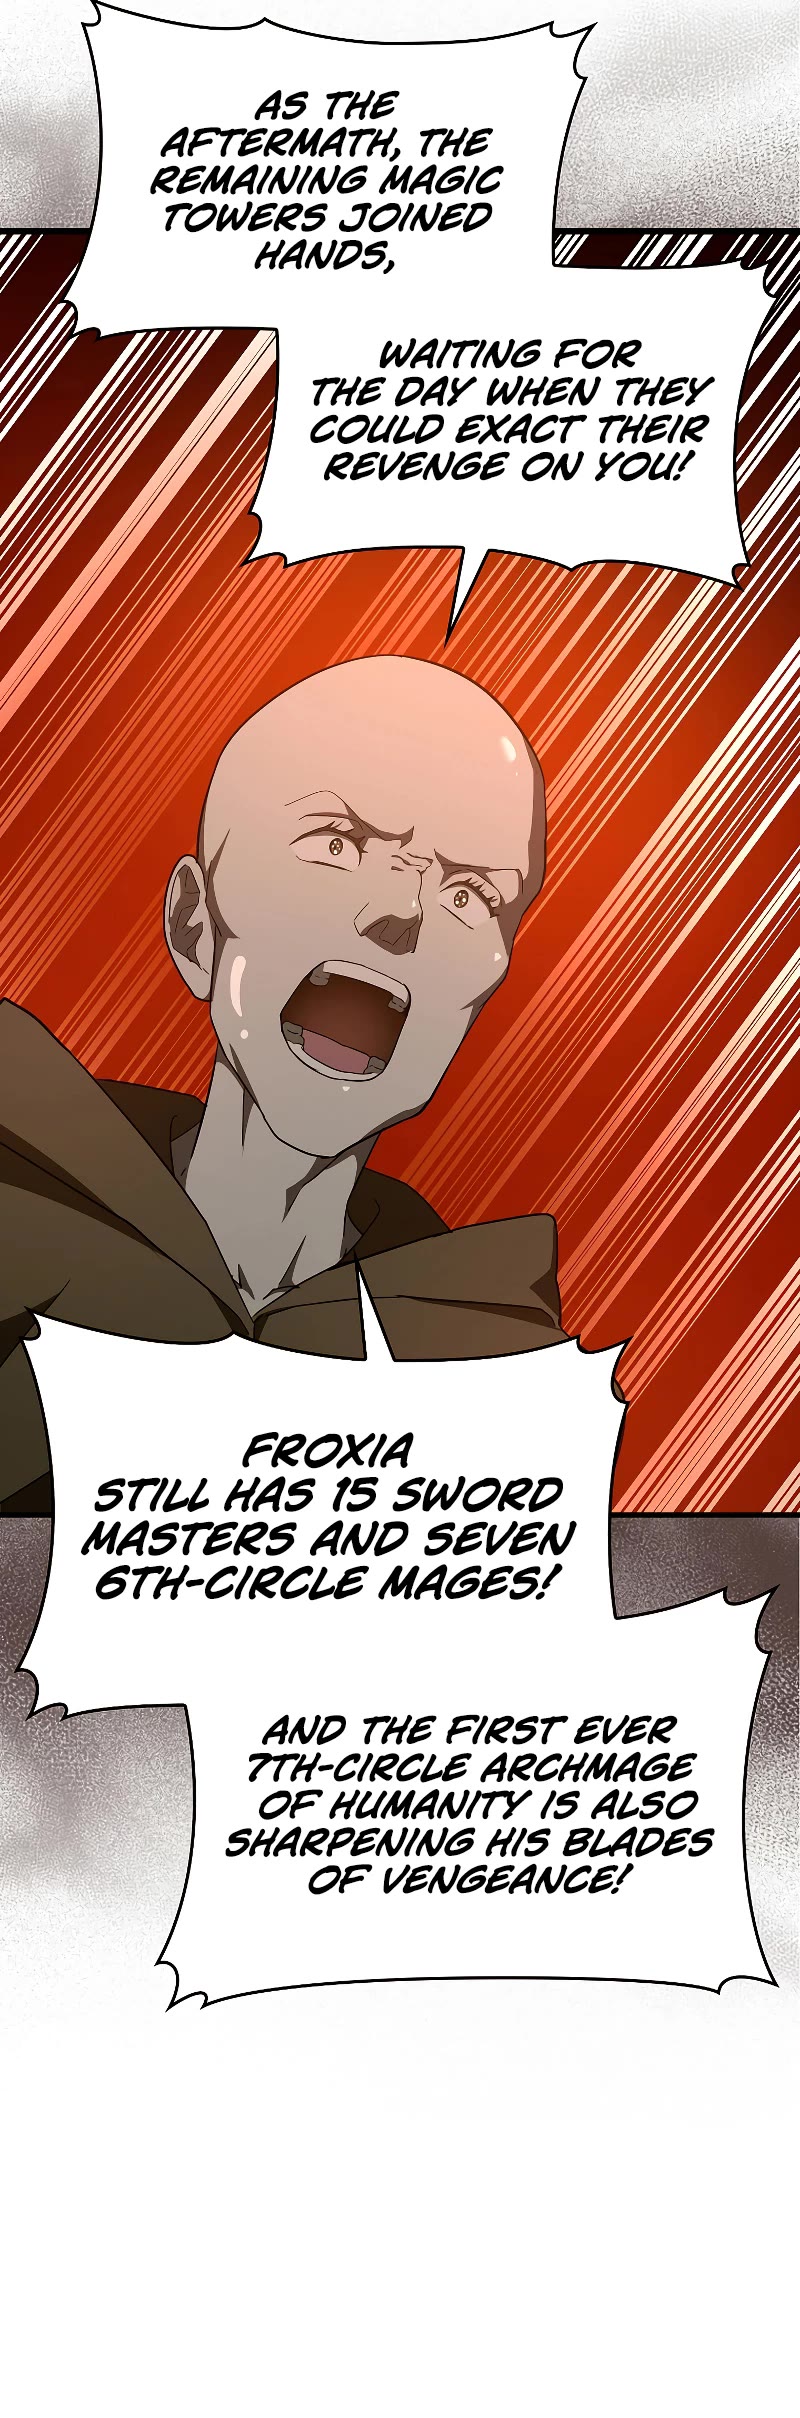 AS THE
AFTERMATH, THE
REMAINING MAGIC
TOWERS JOINED
HANDS,
WAITING FOR
THE DAY WHEN THEY
COULD EXACT THEIR
REVENGE ON YOU!
FROXIA
STILL HAS 15 SWORD
MASTERS AND SEVEN
6TH-CIRCLE MAGES!
AND THE FIRST EVER
7TH-CIRCLE ARCHMAGE
OF HUMANITY IS ALSO
SHARPENING HIS BLADES
OF VENGEANCE!